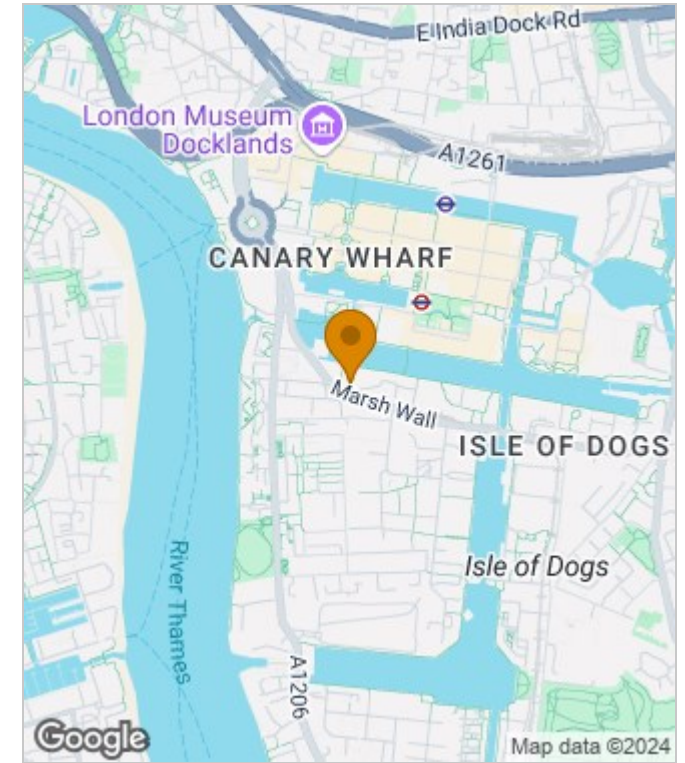 E India Dock Rd
London Museum
Docklands
A1261
CANARY WHARF
Marsh Wall
ISLE OF DOGS
Isle of Dogs
River Thames
A1206
Google
Map data ©2024